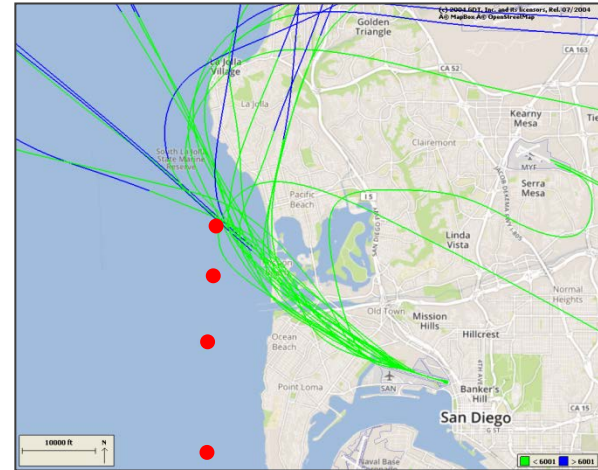 (c) 2004 GDT, Inc. and its licensors, Rel. 07/2004
Â© MapBox Â© OpenStreetMap
Golden
Triangle
CA 163
La Jolla
Village
CA 52
Kearny
Mesa
La Jolla
Clairemont
South La Jolla
State Marine
Reserve
MYF
Serra
Mesa
Pacific
Beach
I 5
Linda
Vista
Normal
Heights
Old Town
Mission
Hills
Hillcrest
Ocean
Beach
Point Loma
SAN
Banker's
Hill
CA 15
San Diego
G ST
Naval Base
10000 ft
N
< 6001
> 6001